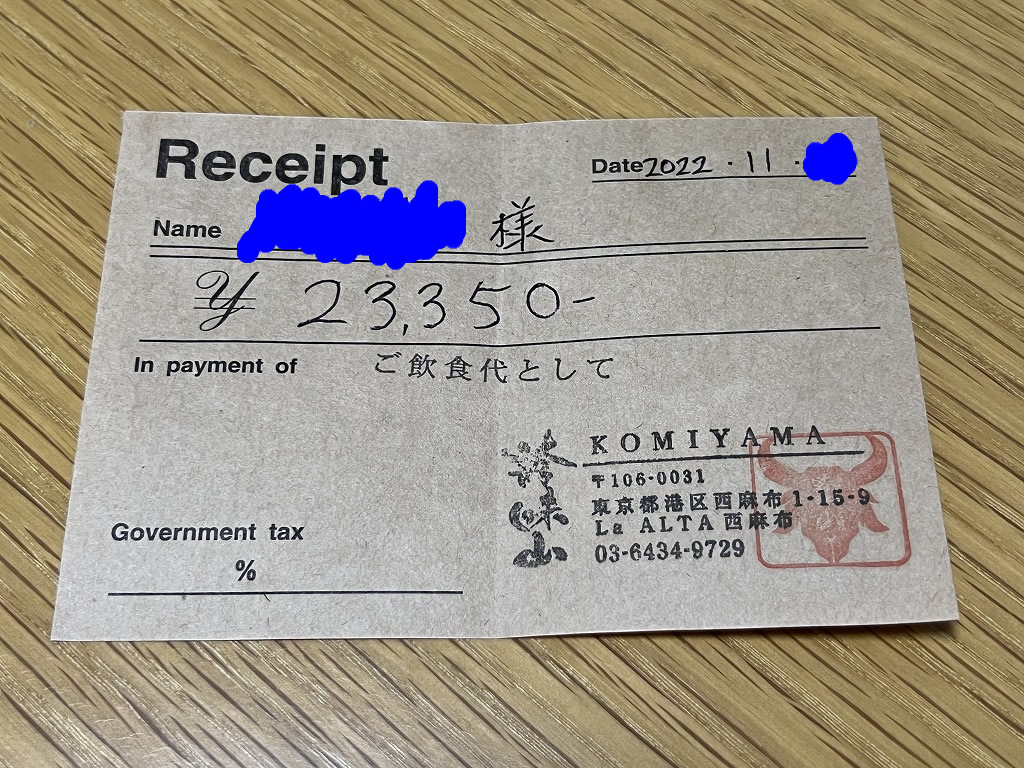 Receipt
Date 2022・11・
Name 様
¥ 23,350-
In payment of ご飲食代として
KOMIYAMA
〒106-0031
東京都港区西麻布1-15-9
La ALTA西麻布
03-6434-9729
Government tax
%